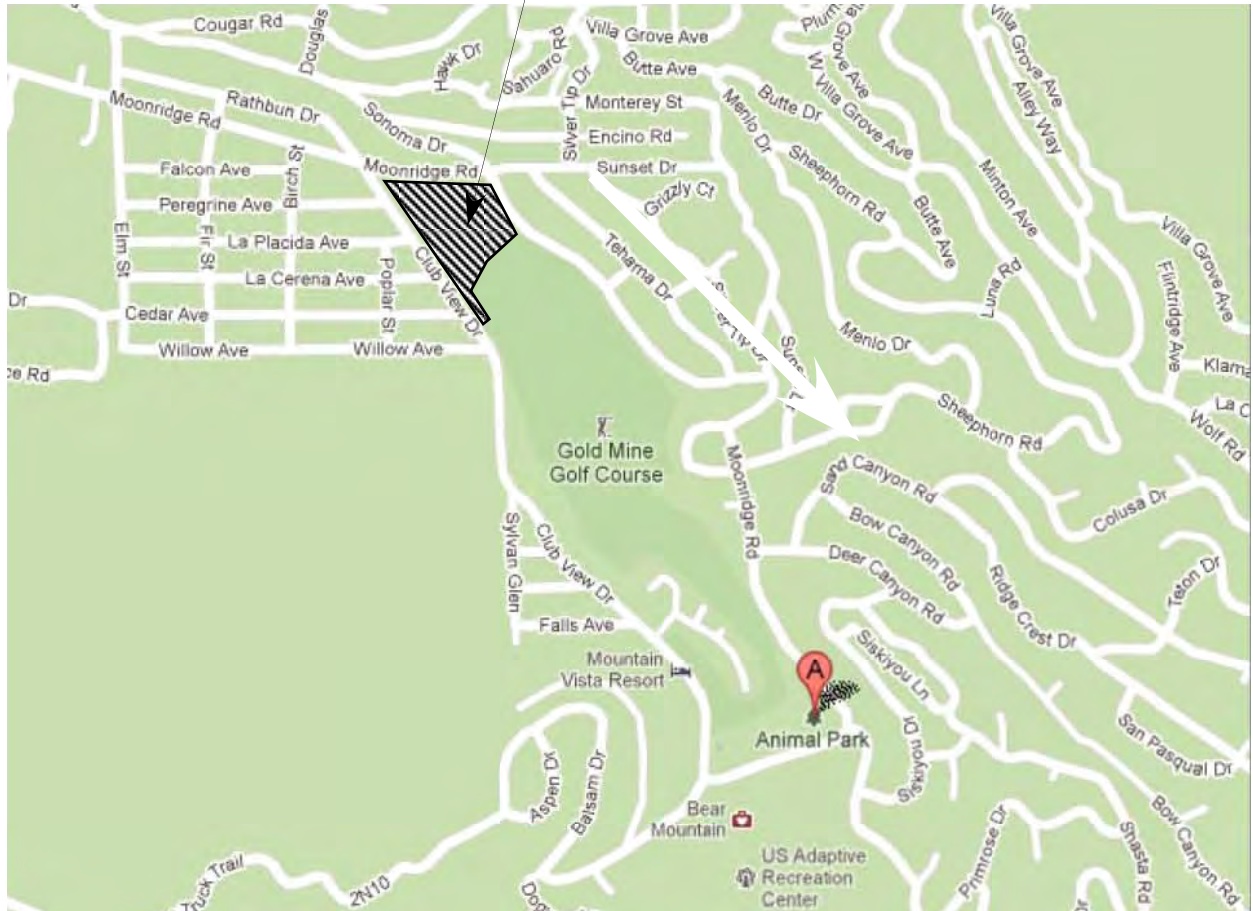 Cougar Rd
Douglas
Hawk Dr
Sahuaro Rd
Silver Tip Dr
Villa Grove Ave
Butte Ave
W Villa Grove Ave
Villa Grove Ave
Alley Way
Moonridge Rd
Rathbun Dr
Sonoma Dr
Monterey St
Encino Rd
Menlo Dr
Butte Dr
Falcon Ave
Birch St
Moonridge Rd
Sunset Dr
Grizzly Ct
Sheephorn Rd
Minton Ave
Peregrine Ave
Elm St
Fir St
La Placida Ave
La Cerena Ave
Poplar St
Club View Dr
Tehama Dr
Butte Ave
Luna Rd
Villa Grove Ave
Flintridge Ave
Dr
Cedar Ave
Willow Ave
Willow Ave
Menlo Dr
Gold Mine
Golf Course
Moonridge Rd
Sheephorn Rd
Wolf Rd
Sand Canyon Rd
Colusa Dr
Sylvan Glen
Club View Dr
Bow Canyon Rd
Deer Canyon Rd
Ridge Crest Dr
Teton Dr
Falls Ave
Mountain
Vista Resort
A
Siskiyou Ln
Animal Park
Siskiyou Dr
San Pasqual Dr
Aspen Dr
Balsam Dr
Bear
Mountain
US Adaptive
Recreation
Center
Primrose Dr
Shasta Rd
Bow Canyon Rd
Truck Trail
2N10